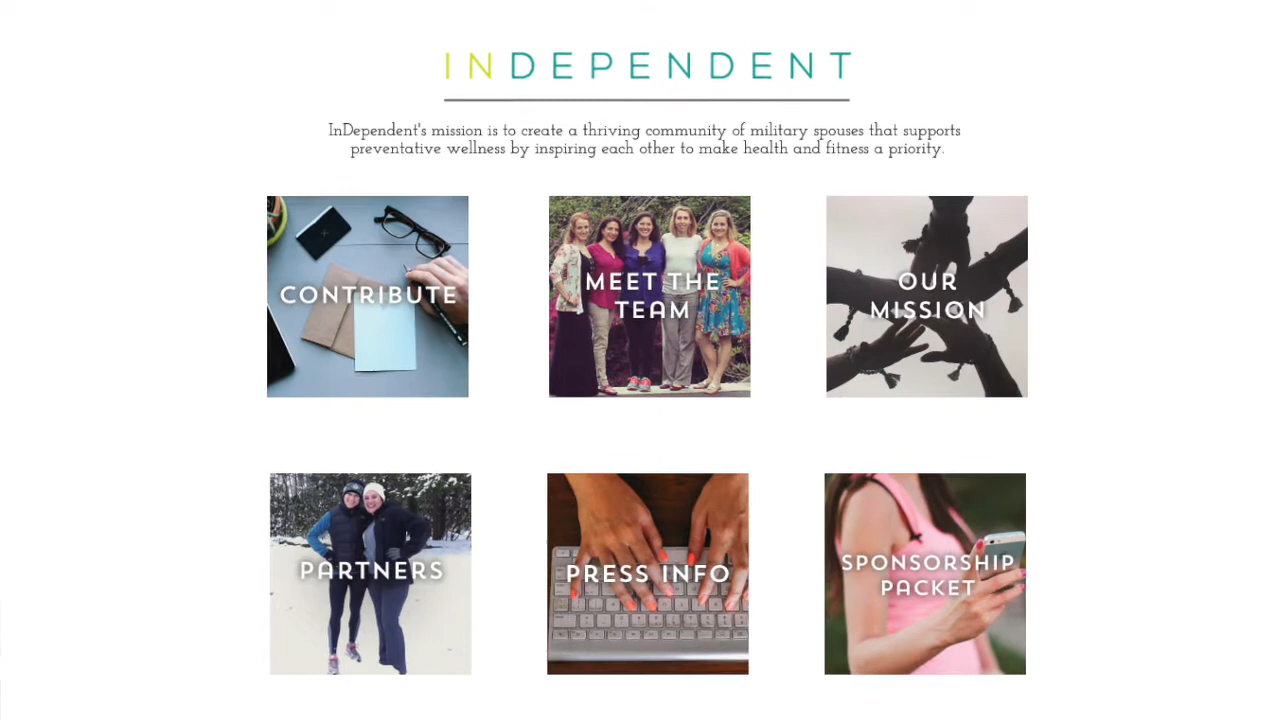 INDEPENDENT
InDependent's mission is to create a thriving community of military spouses that supports
preventative wellness by inspiring each other to make health and fitness a priority.
CONTRIBUTE
MEET THE
TEAM
OUR
MISSION
PARTNERS
PRESS INFO
SPONSORSHIP
PACKET